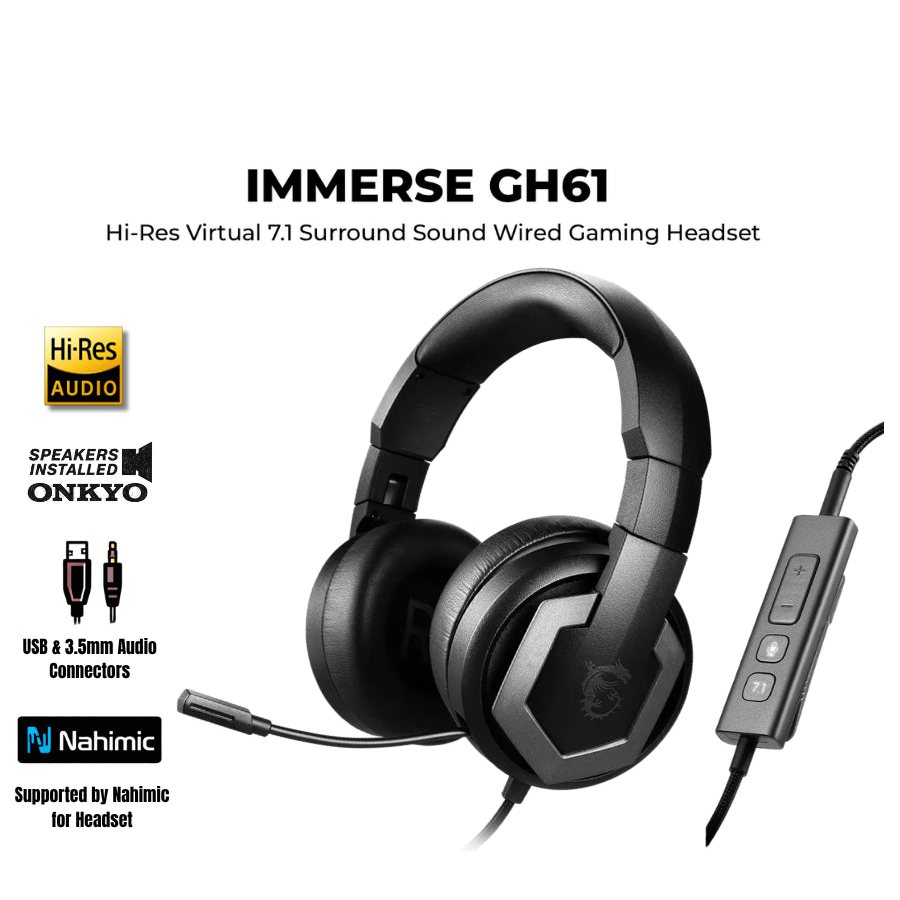 IMMERSE GH61
Hi-Res Virtual 7.1 Surround Sound Wired Gaming Headset
Hi-Res
AUDIO
SPEAKERS
INSTALLED
ONKYO
USB & 3.5mm Audio
Connectors
Nahimic
Supported by Nahimic
for Headset
R
+
-
7.1